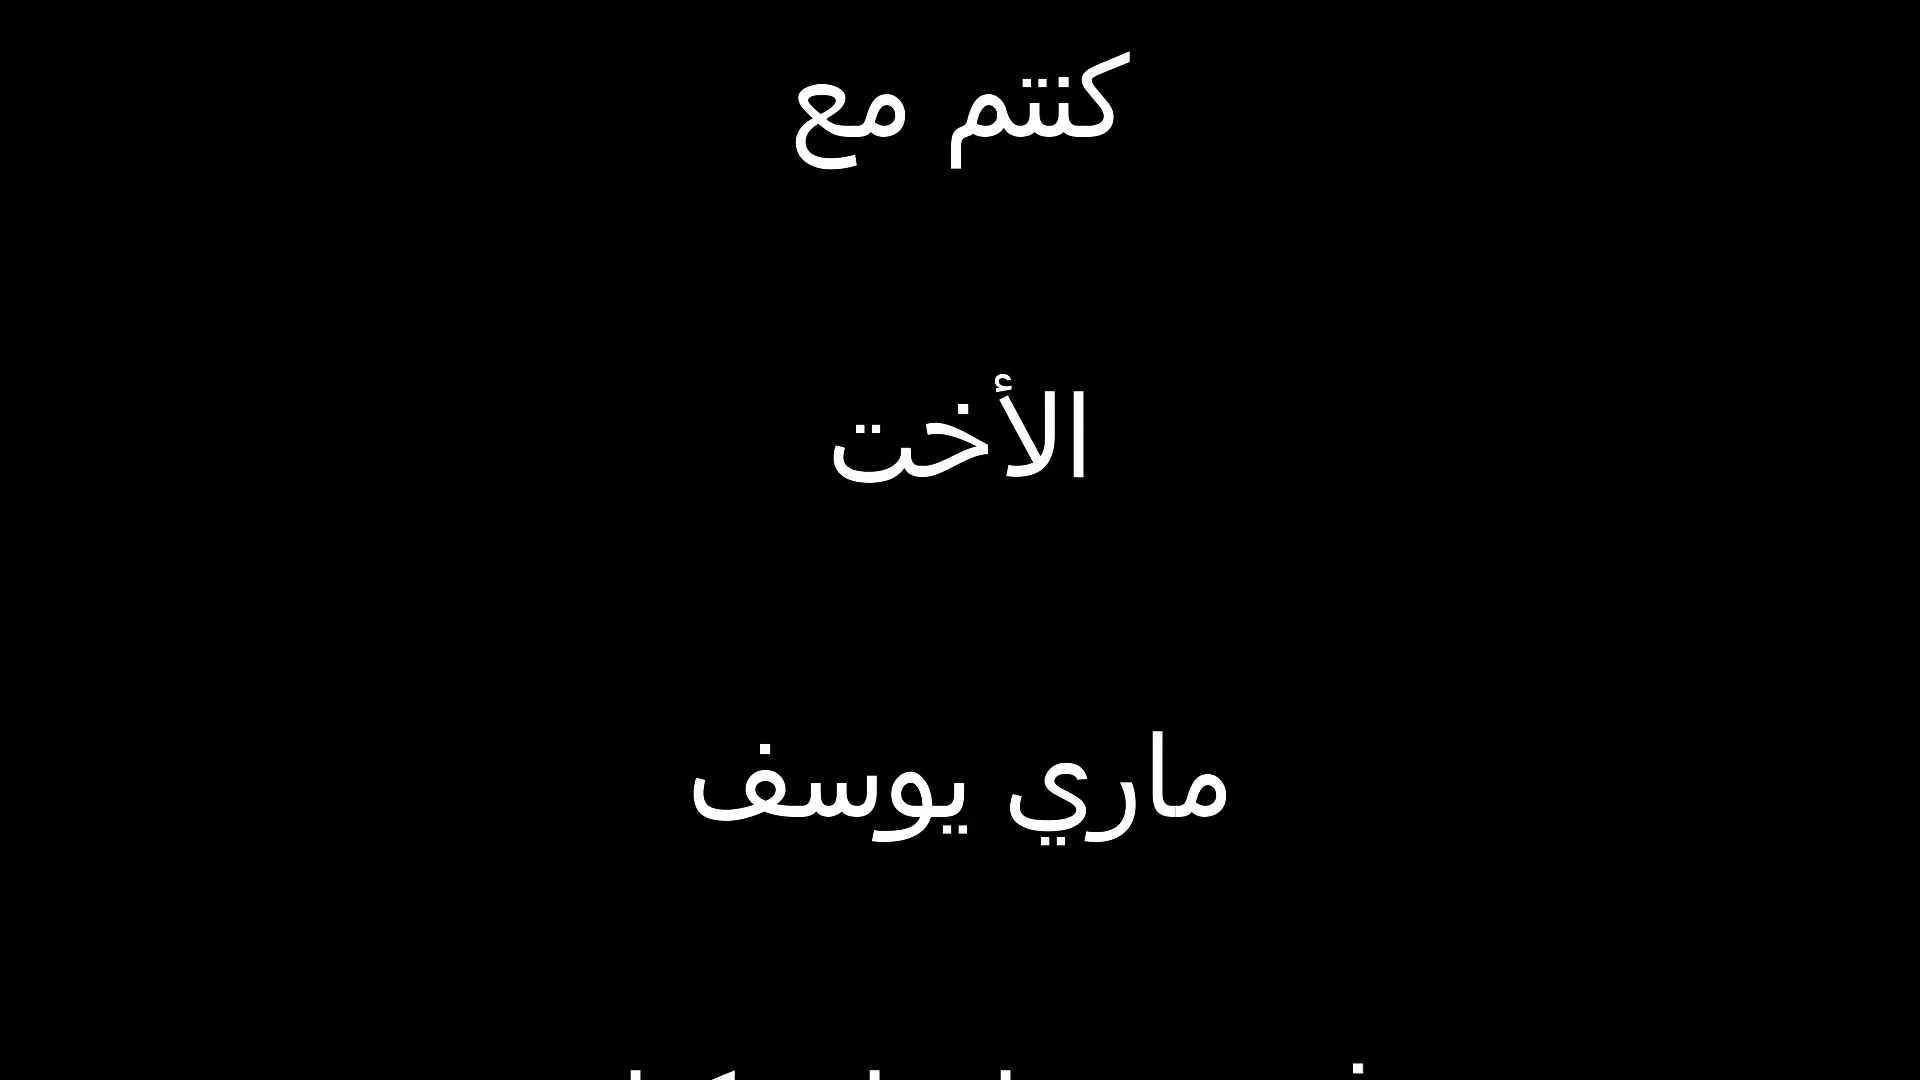 كنتم مع
الأخت
ماري يوسف